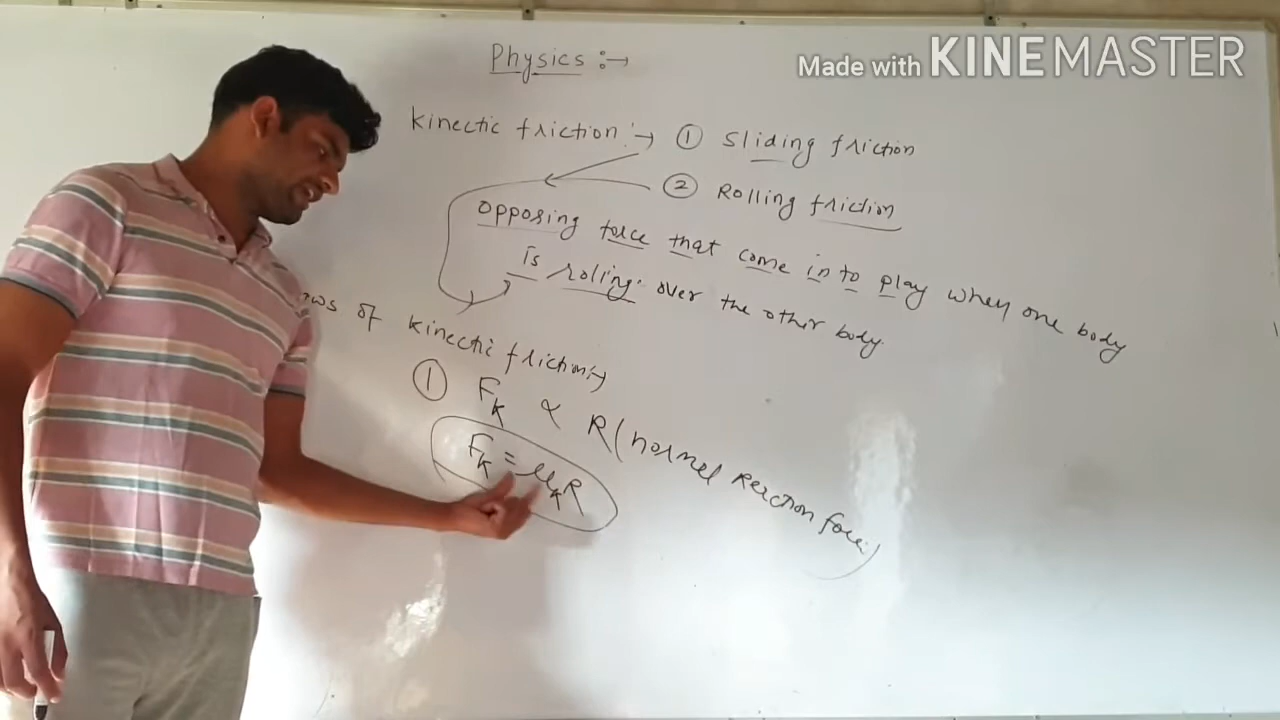 Physics :→
Made with KINEMASTER
Kinectic friction :→ ① Sliding friction
② Rolling friction
Opposing force that come in to play when one body
is rolling. over the other body.
ws of Kinectic friction:→
① FK ∝ R (normal Reaction force)
FK = μKR